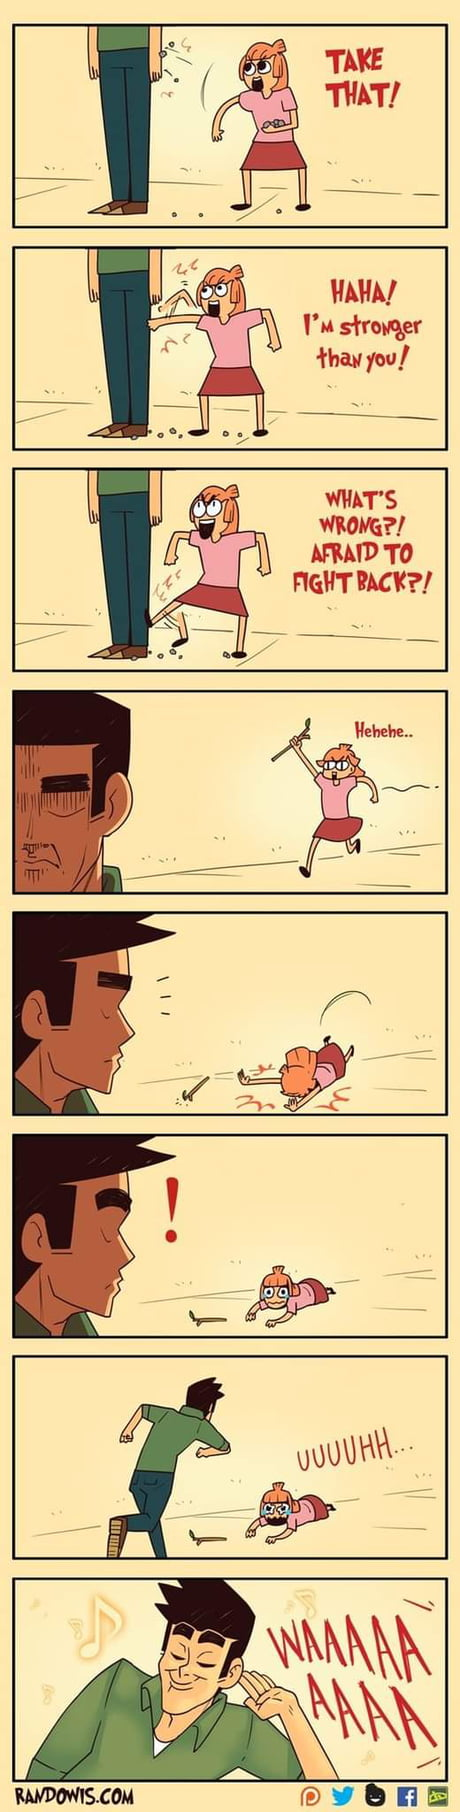 TAKE
THAT!
HAHA!
I'M stronger
than you!
WHAT'S
WRONG?!
AFRAID TO
FIGHT BACK?!
Hehehe..
!
UUUUHH...
WAAAAA
AAAA
RANDOWIS.COM